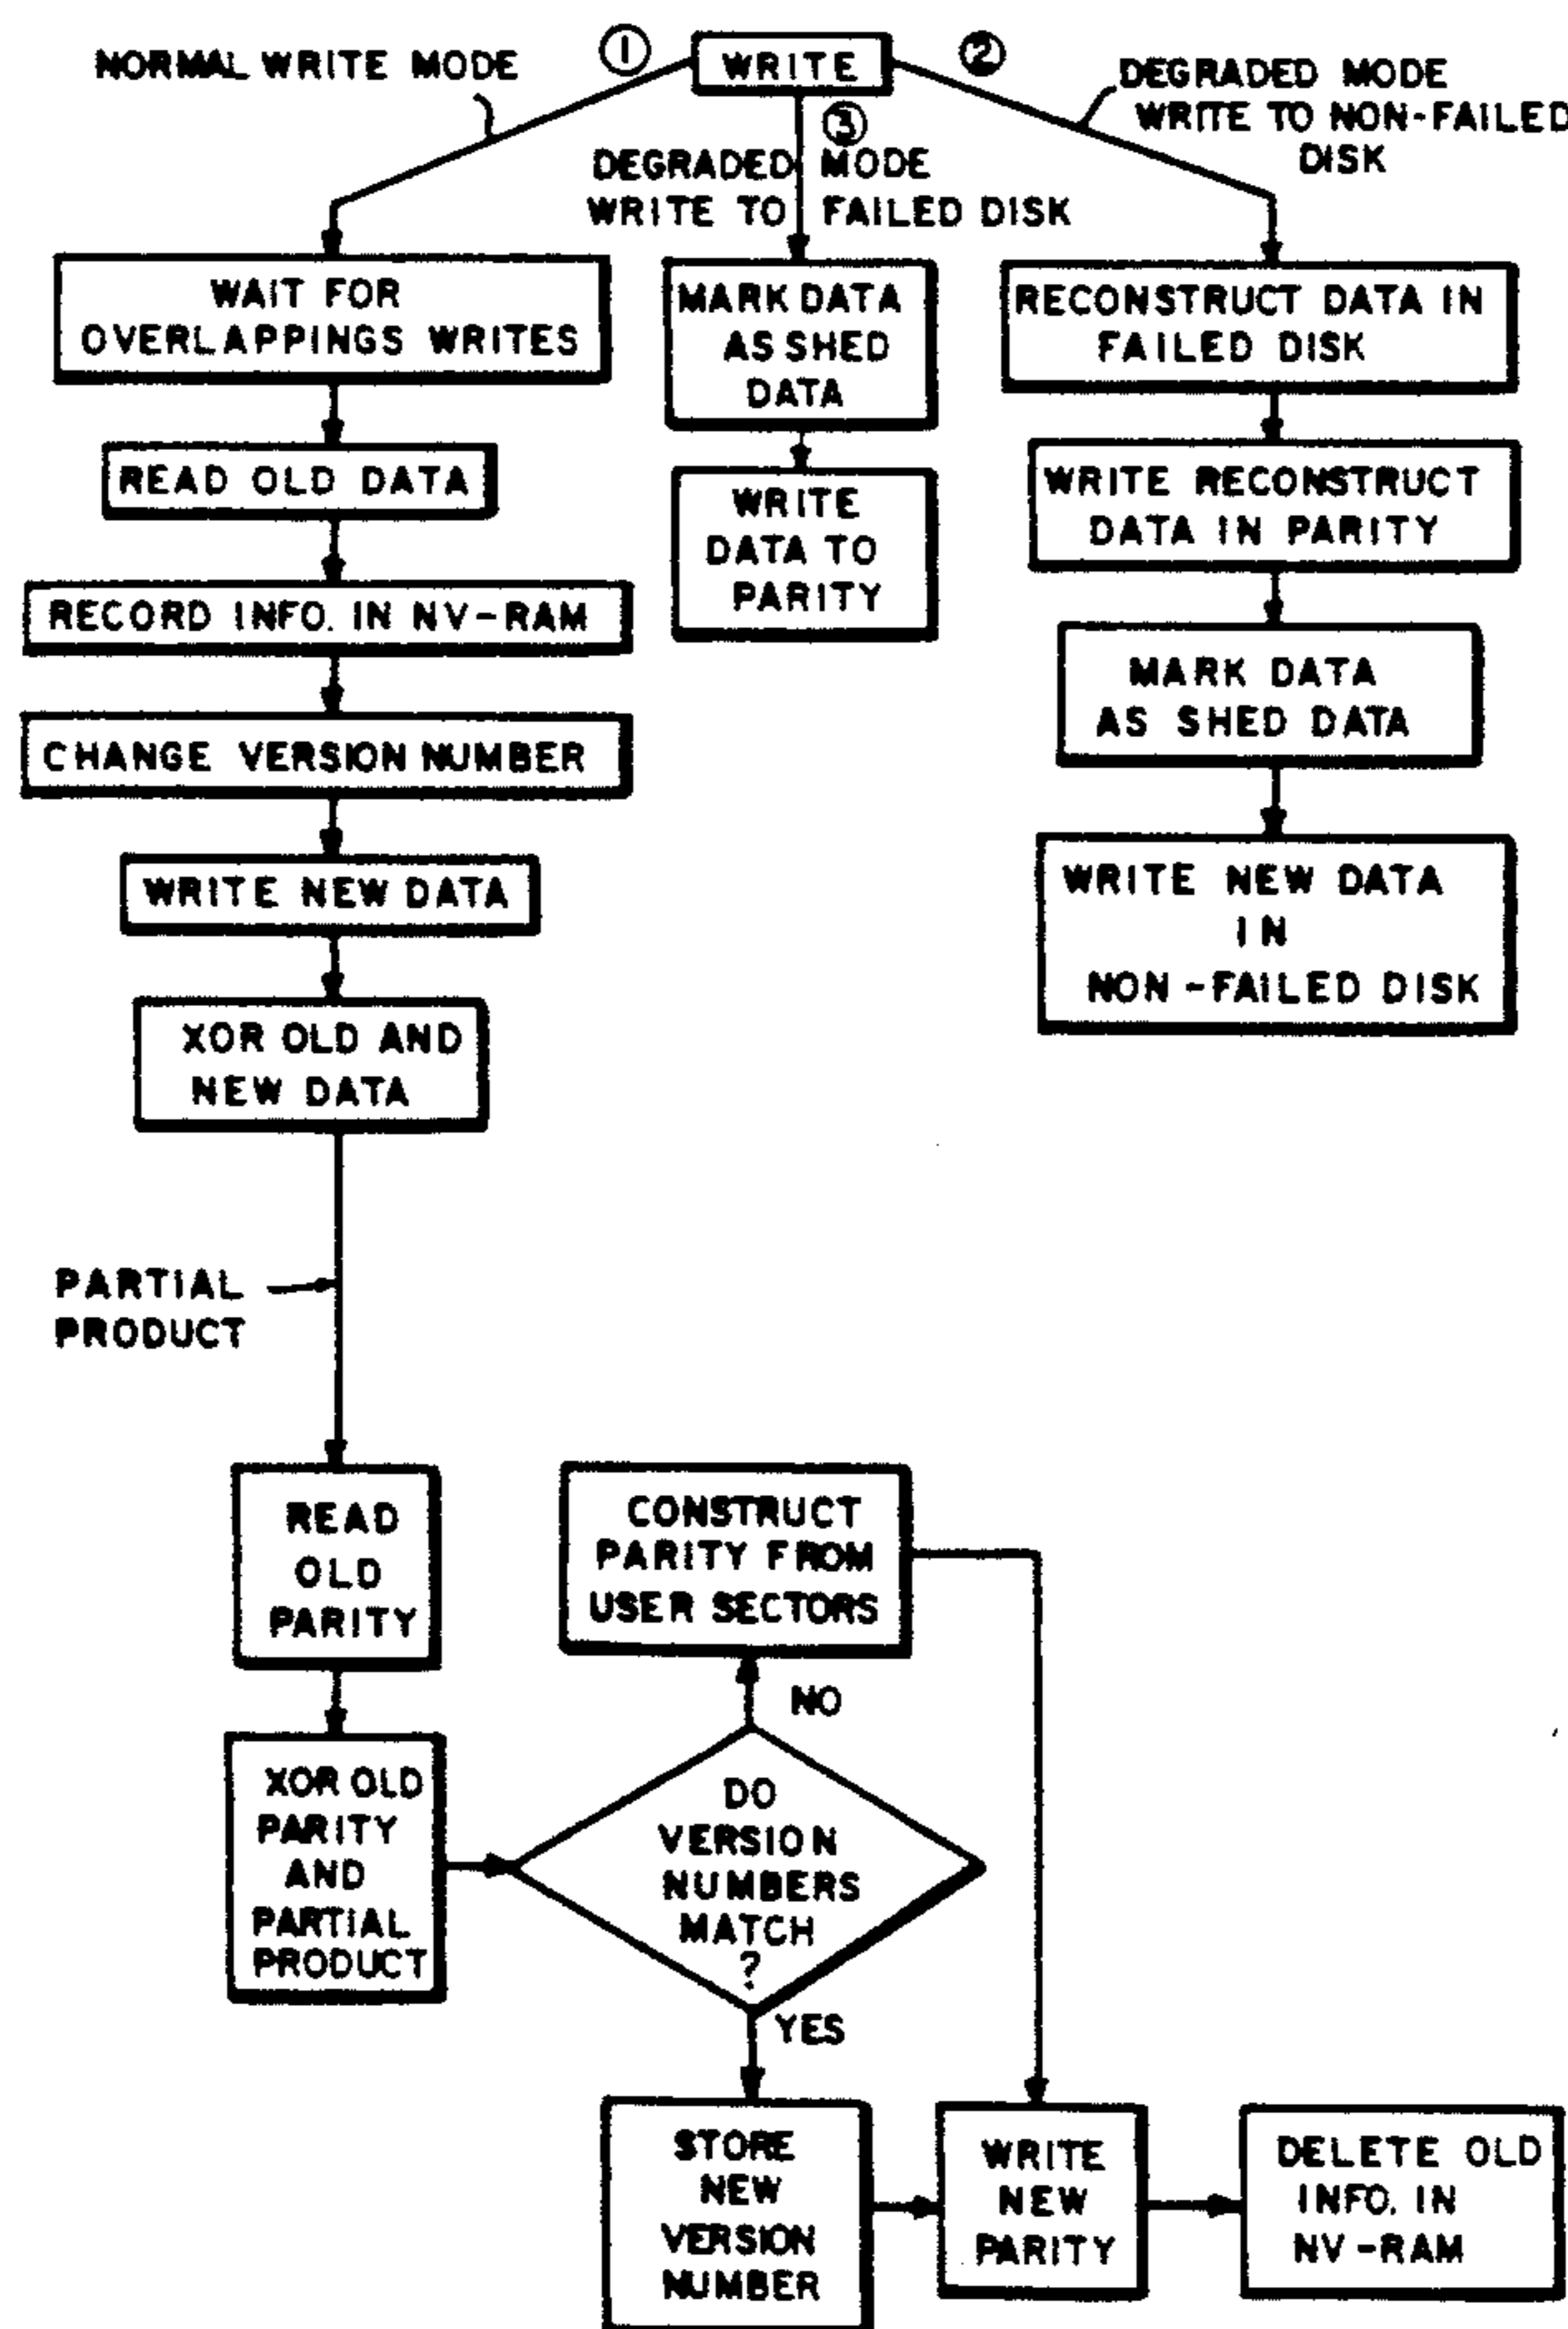 NORMAL WRITE MODE
①
WRITE
②
DEGRADED MODE
WRITE TO NON-FAILED
DISK
③
DEGRADED MODE
WRITE TO FAILED DISK
WAIT FOR
OVERLAPPINGS WRITES
READ OLD DATA
RECORD INFO. IN NV-RAM
CHANGE VERSION NUMBER
WRITE NEW DATA
XOR OLD AND
NEW DATA
PARTIAL
PRODUCT
MARK DATA
AS SHED
DATA
WRITE
DATA TO
PARITY
RECONSTRUCT DATA IN
FAILED DISK
WRITE RECONSTRUCT
DATA IN PARITY
MARK DATA
AS SHED DATA
WRITE NEW DATA
IN
NON-FAILED DISK
READ
OLD
PARITY
XOR OLD
PARITY
AND
PARTIAL
PRODUCT
CONSTRUCT
PARITY FROM
USER SECTORS
NO
DO
VERSION
NUMBERS
MATCH
?
YES
STORE
NEW
VERSION
NUMBER
WRITE
NEW
PARITY
DELETE OLD
INFO. IN
NV-RAM